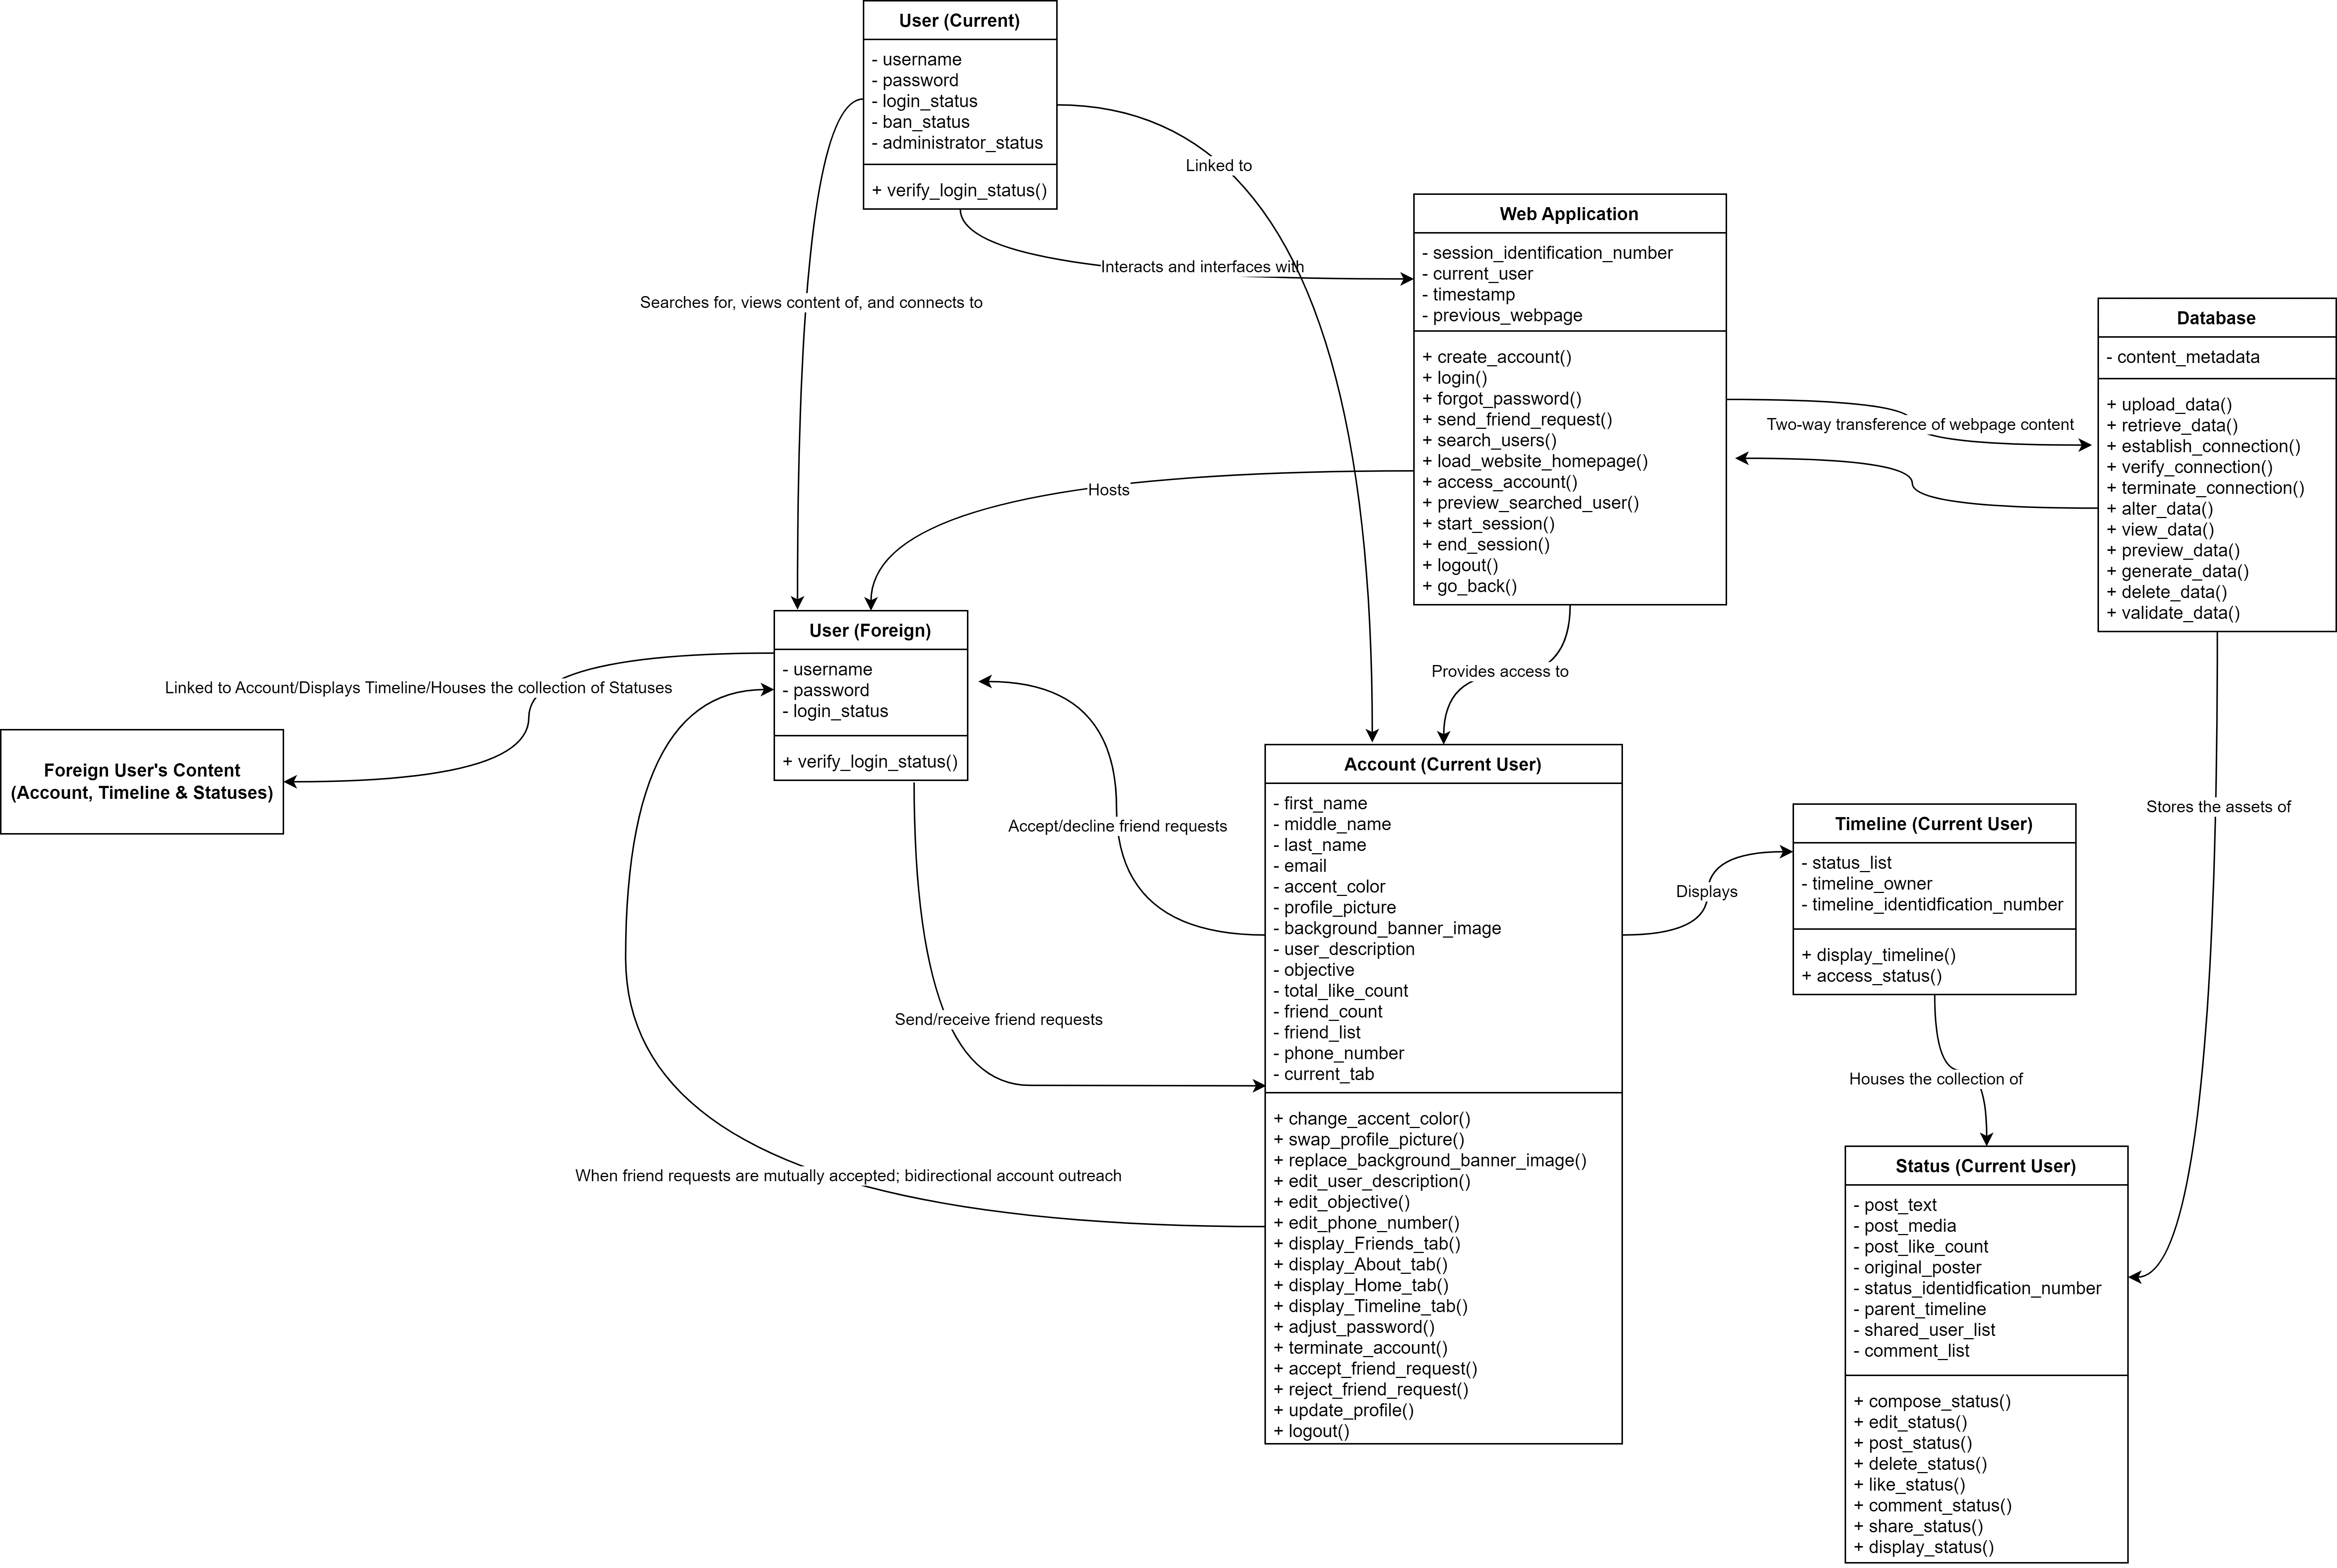 User (Current)
- username
- password
- login_status
- ban_status
- administrator_status
+ verify_login_status()
Linked to
Interacts and interfaces with
Searches for, views content of, and connects to
Web Application
- session_identification_number
- current_user
- timestamp
- previous_webpage
+ create_account()
+ login()
+ forgot_password()
+ send_friend_request()
+ search_users()
+ load_website_homepage()
+ access_account()
+ preview_searched_user()
+ start_session()
+ end_session()
+ logout()
+ go_back()
Two-way transference of webpage content
Database
- content_metadata
+ upload_data()
+ retrieve_data()
+ establish_connection()
+ verify_connection()
+ terminate_connection()
+ alter_data()
+ view_data()
+ preview_data()
+ generate_data()
+ delete_data()
+ validate_data()
Hosts
User (Foreign)
- username
- password
- login_status
+ verify_login_status()
Linked to Account/Displays Timeline/Houses the collection of Statuses
Foreign User's Content
(Account, Timeline & Statuses)
Provides access to
Accept/decline friend requests
Send/receive friend requests
When friend requests are mutually accepted; bidirectional account outreach
Account (Current User)
- first_name
- middle_name
- last_name
- email
- accent_color
- profile_picture
- background_banner_image
- user_description
- objective
- total_like_count
- friend_count
- friend_list
- phone_number
- current_tab
+ change_accent_color()
+ swap_profile_picture()
+ replace_background_banner_image()
+ edit_user_description()
+ edit_objective()
+ edit_phone_number()
+ display_Friends_tab()
+ display_About_tab()
+ display_Home_tab()
+ display_Timeline_tab()
+ adjust_password()
+ terminate_account()
+ accept_friend_request()
+ reject_friend_request()
+ update_profile()
+ logout()
Displays
Timeline (Current User)
- status_list
- timeline_owner
- timeline_identidfication_number
+ display_timeline()
+ access_status()
Stores the assets of
Houses the collection of
Status (Current User)
- post_text
- post_media
- post_like_count
- original_poster
- status_identidfication_number
- parent_timeline
- shared_user_list
- comment_list
+ compose_status()
+ edit_status()
+ post_status()
+ delete_status()
+ like_status()
+ comment_status()
+ share_status()
+ display_status()